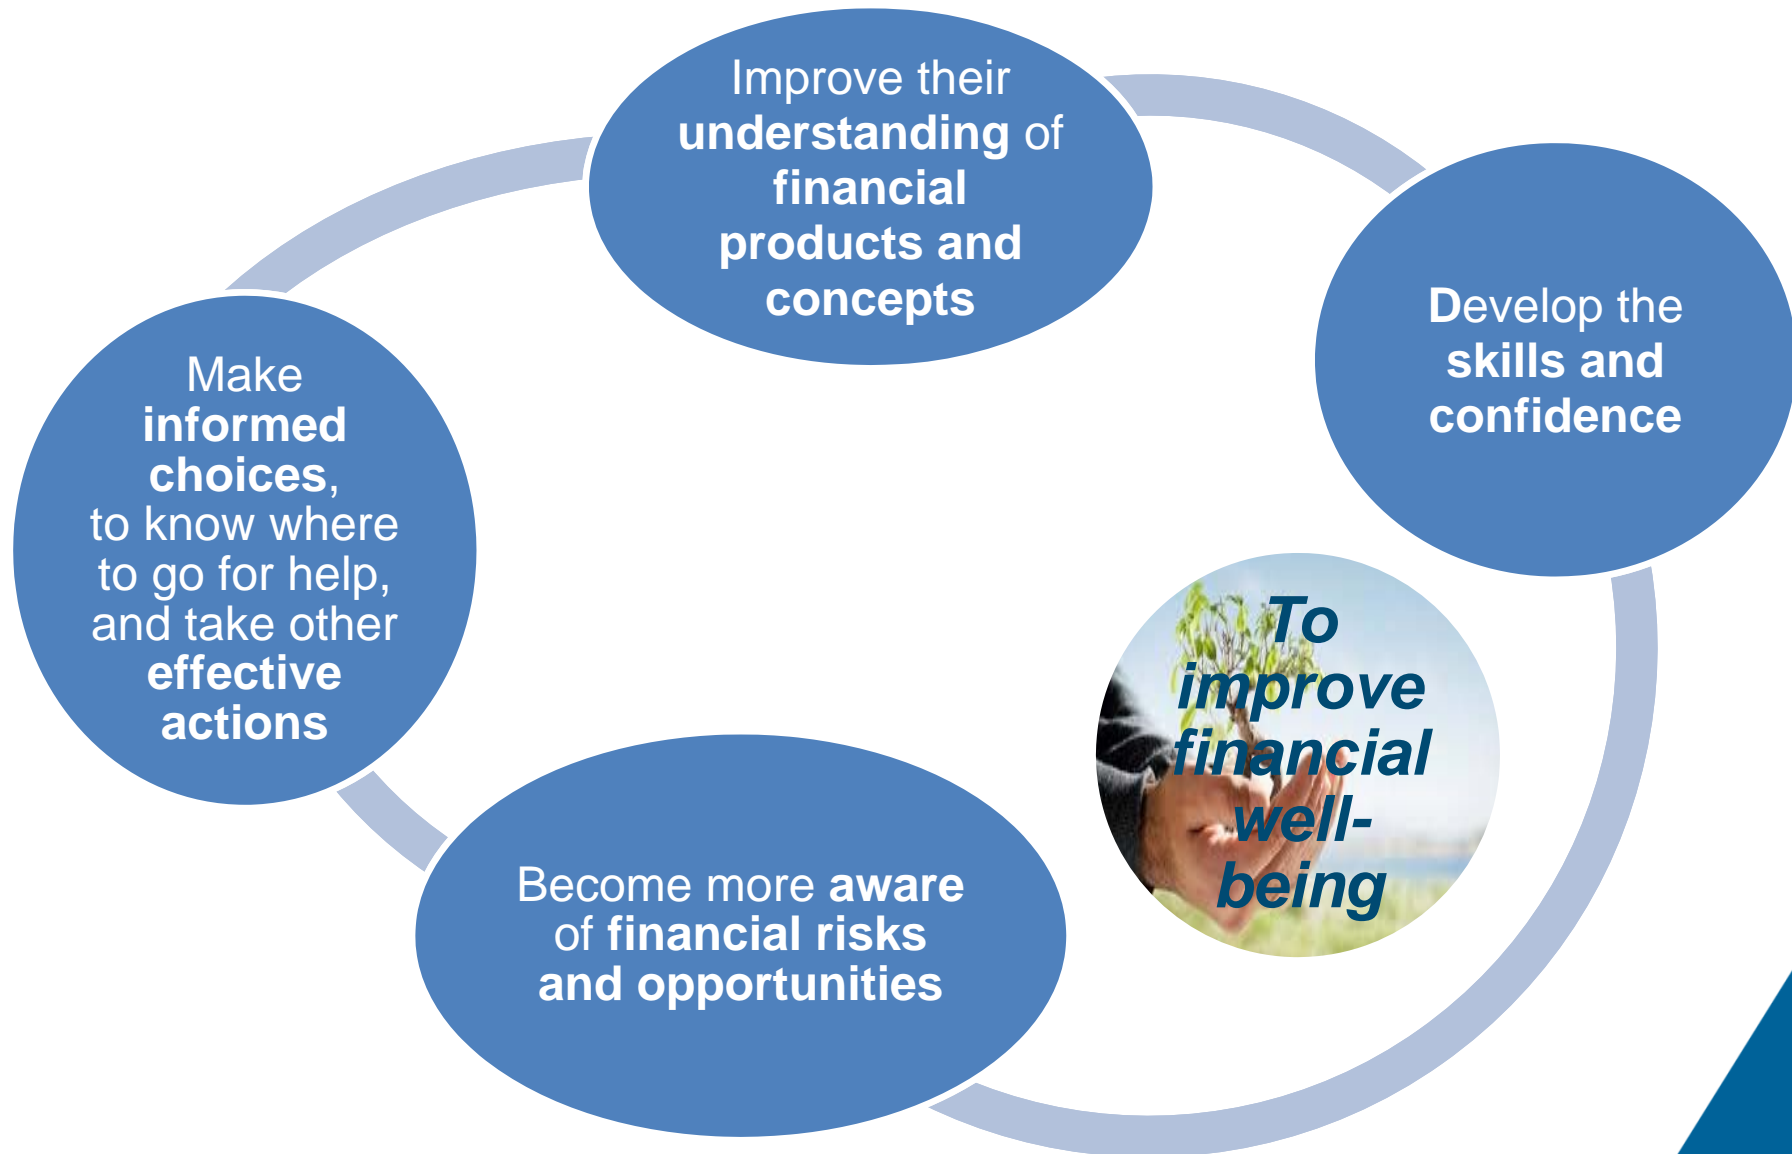 Improve their
understanding of
financial
products and
concepts
Develop the
skills and
confidence
To
improve
financial
well-
being
Become more aware
of financial risks
and opportunities
Make
informed
choices,
to know where
to go for help,
and take other
effective
actions